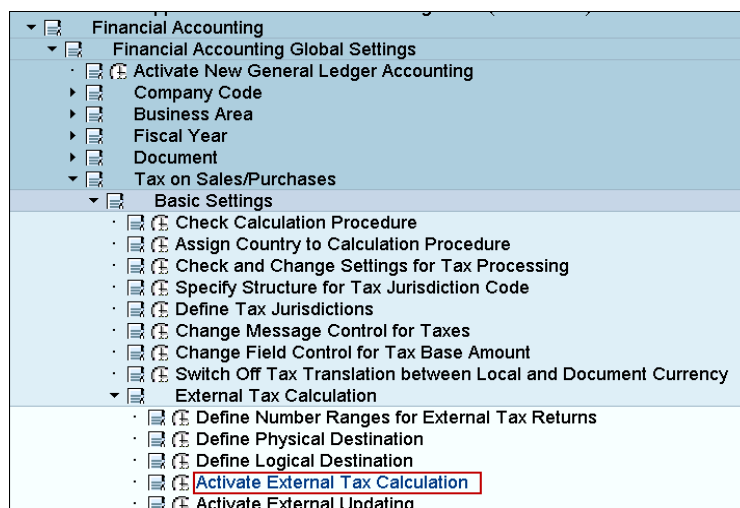 Financial Accounting
Financial Accounting Global Settings
Activate New General Ledger Accounting
Company Code
Business Area
Fiscal Year
Document
Tax on Sales/Purchases
Basic Settings
Check Calculation Procedure
Assign Country to Calculation Procedure
Check and Change Settings for Tax Processing
Specify Structure for Tax Jurisdiction Code
Define Tax Jurisdictions
Change Message Control for Taxes
Change Field Control for Tax Base Amount
Switch Off Tax Translation between Local and Document Currency
External Tax Calculation
Define Number Ranges for External Tax Returns
Define Physical Destination
Define Logical Destination
Activate External Tax Calculation
Activate External Updating